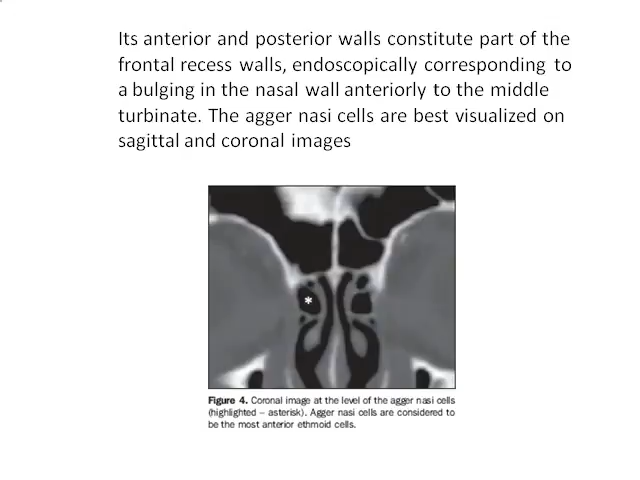 Its anterior and posterior walls constitute part of the
frontal recess walls, endoscopically corresponding to
a bulging in the nasal wall anteriorly to the middle
turbinate. The agger nasi cells are best visualized on
sagittal and coronal images
*
Figure 4. Coronal image at the level of the agger nasi cells
(highlighted – asterisk). Agger nasi cells are considered to
be the most anterior ethmoid cells.